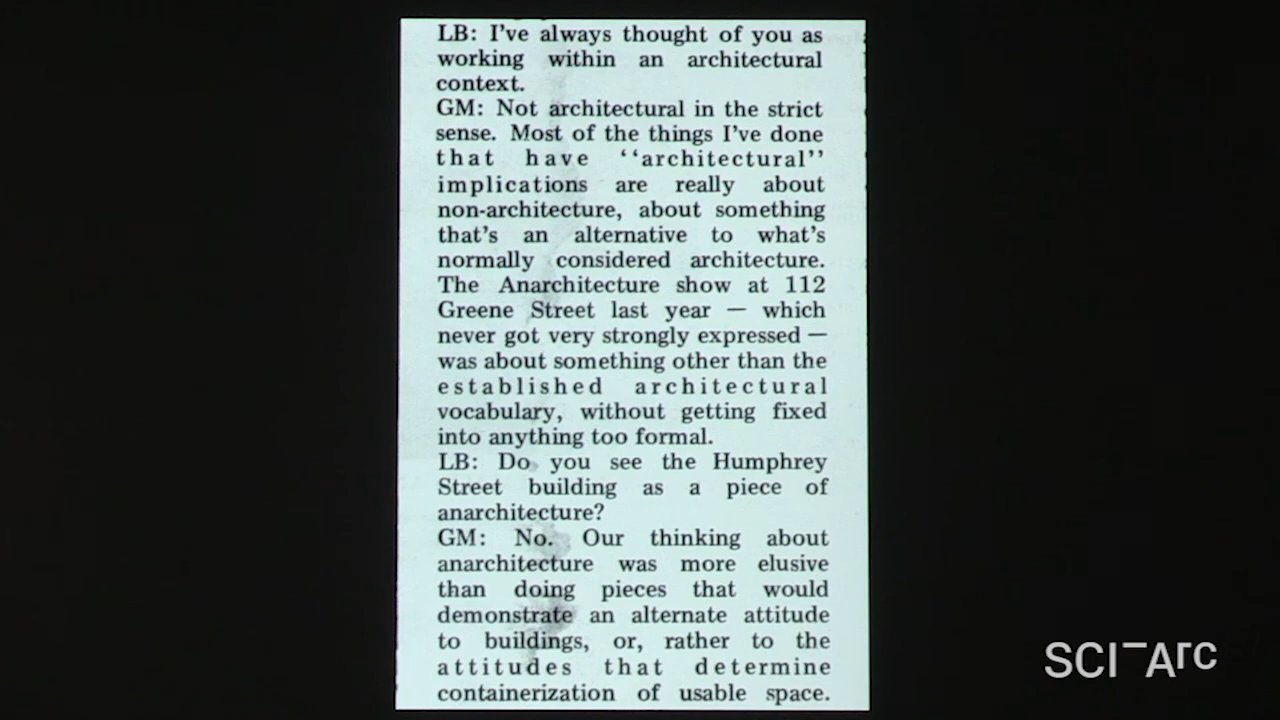 LB: I've always thought of you as
working within an architectural
context.
GM: Not architectural in the strict
sense. Most of the things I've done
that have ‘‘architectural’’
implications are really about
non-architecture, about something
that's an alternative to what's
normally considered architecture.
The Anarchitecture show at 112
Greene Street last year — which
never got very strongly expressed —
was about something other than the
established architectural
vocabulary, without getting fixed
into anything too formal.
LB: Do you see the Humphrey
Street building as a piece of
anarchitecture?
GM: No. Our thinking about
anarchitecture was more elusive
than doing pieces that would
demonstrate an alternate attitude
to buildings, or, rather to the
attitudes that determine
containerization of usable space.
SCI-Arc